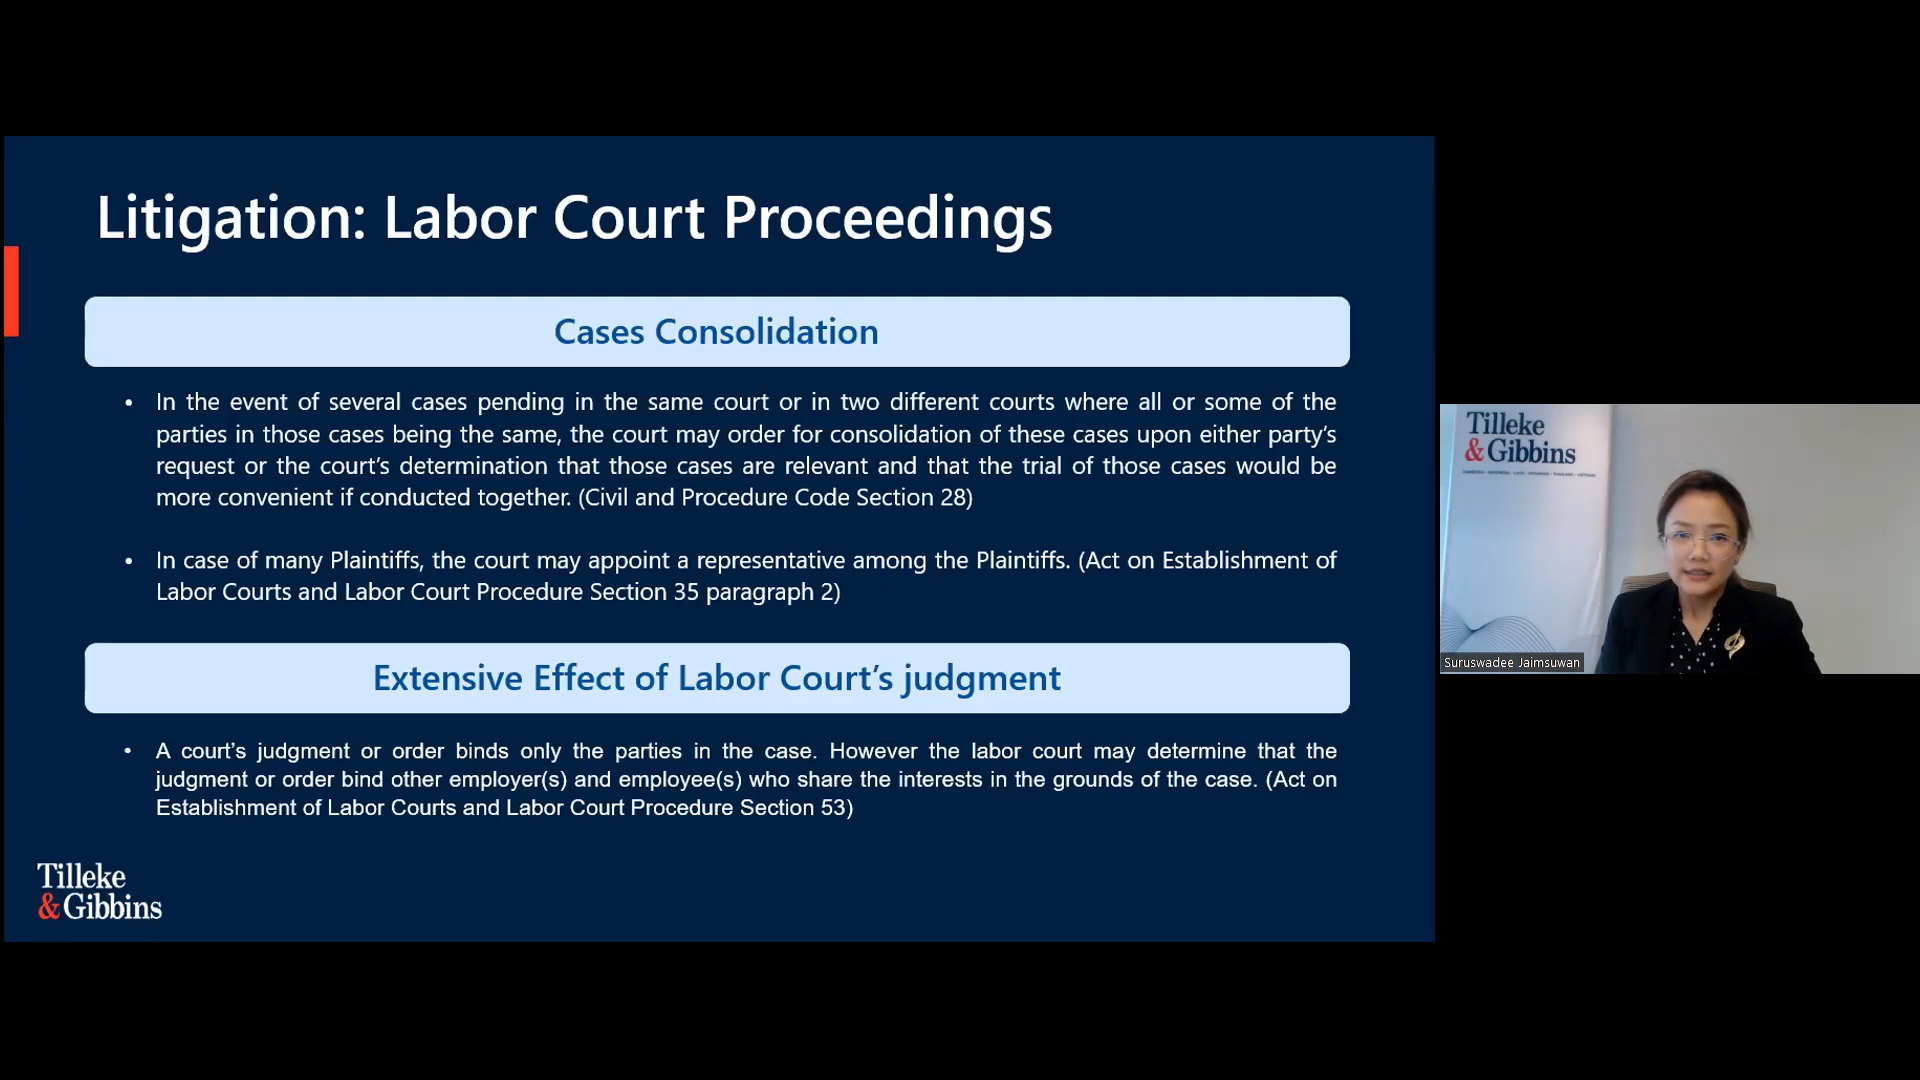 Litigation: Labor Court Proceedings
Cases Consolidation
• In the event of several cases pending in the same court or in two different courts where all or some of the
parties in those cases being the same, the court may order for consolidation of these cases upon either party's
request or the court's determination that those cases are relevant and that the trial of those cases would be
more convenient if conducted together. (Civil and Procedure Code Section 28)
• In case of many Plaintiffs, the court may appoint a representative among the Plaintiffs. (Act on Establishment of
Labor Courts and Labor Court Procedure Section 35 paragraph 2)
Extensive Effect of Labor Court's judgment
• A court's judgment or order binds only the parties in the case. However the labor court may determine that the
judgment or order bind other employer(s) and employee(s) who share the interests in the grounds of the case. (Act on
Establishment of Labor Courts and Labor Court Procedure Section 53)
Tilleke
& Gibbins
Tilleke
& Gibbins
Suruswadee Jaimsuwan